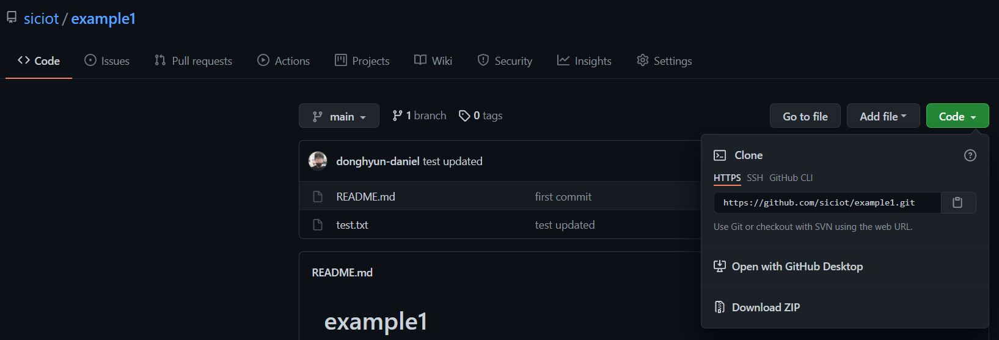 siciot / example1
Code Issues Pull requests Actions Projects Wiki Security Insights Settings
main 1 branch 0 tags Go to file Add file Code
donghyun-daniel test updated
README.md first commit
test.txt test updated
README.md
example1
Clone
HTTPS SSH GitHub CLI
https://github.com/siciot/example1.git
Use Git or checkout with SVN using the web URL.
Open with GitHub Desktop
Download ZIP